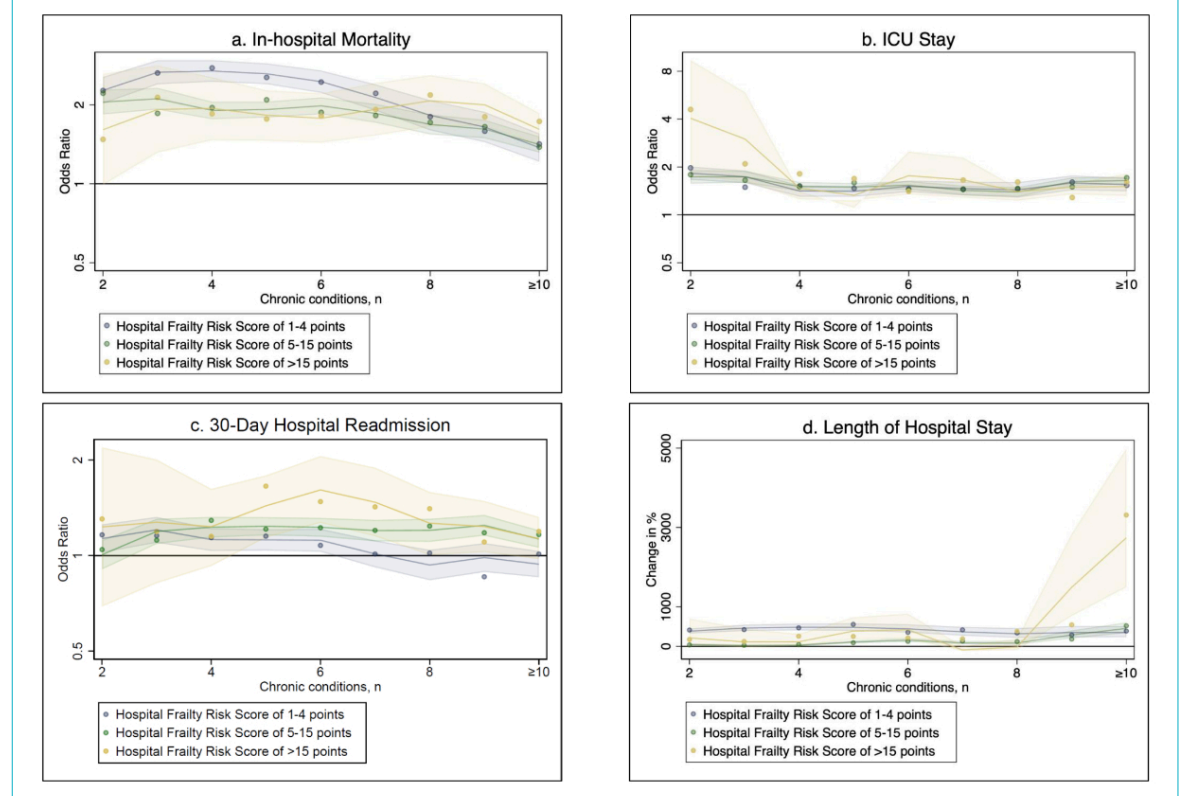 a. In-hospital Mortality
Odds Ratio
2
1
0.5
2 4 6 8 ≥10
Chronic conditions, n
Hospital Frailty Risk Score of 1-4 points
Hospital Frailty Risk Score of 5-15 points
Hospital Frailty Risk Score of >15 points
b. ICU Stay
Odds Ratio
8
4
2
1
0.5
2 4 6 8 ≥10
Chronic conditions, n
Hospital Frailty Risk Score of 1-4 points
Hospital Frailty Risk Score of 5-15 points
Hospital Frailty Risk Score of >15 points
c. 30-Day Hospital Readmission
Odds Ratio
2
1
0.5
2 4 6 8 ≥10
Chronic conditions, n
Hospital Frailty Risk Score of 1-4 points
Hospital Frailty Risk Score of 5-15 points
Hospital Frailty Risk Score of >15 points
d. Length of Hospital Stay
Change in %
5000
3000
1000
0
2 4 6 8 ≥10
Chronic conditions, n
Hospital Frailty Risk Score of 1-4 points
Hospital Frailty Risk Score of 5-15 points
Hospital Frailty Risk Score of >15 points